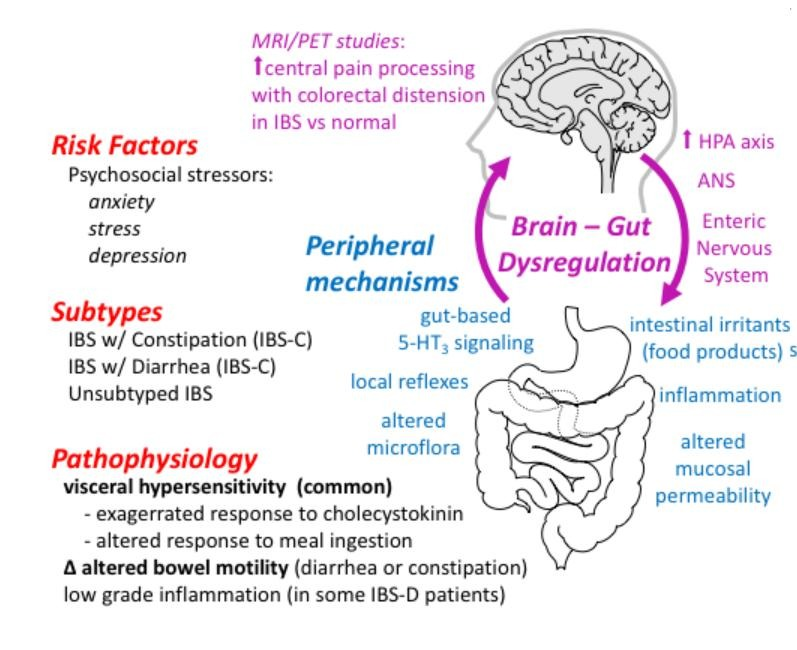 MRI/PET studies:
↑central pain processing
with colorectal distension
in IBS vs normal
Risk Factors
Psychosocial stressors:
anxiety
stress
depression
↑ HPA axis
ANS
Enteric
Nervous
System
Brain – Gut
Dysregulation
Peripheral
mechanisms
gut-based
5-HT₃ signaling
local reflexes
altered
microflora
intestinal irritants
(food products) s
inflammation
altered
mucosal
permeability
Subtypes
IBS w/ Constipation (IBS-C)
IBS w/ Diarrhea (IBS-C)
Unsubtyped IBS
Pathophysiology
visceral hypersensitivity (common)
- exagerrated response to cholecystokinin
- altered response to meal ingestion
Δ altered bowel motility (diarrhea or constipation)
low grade inflammation (in some IBS-D patients)